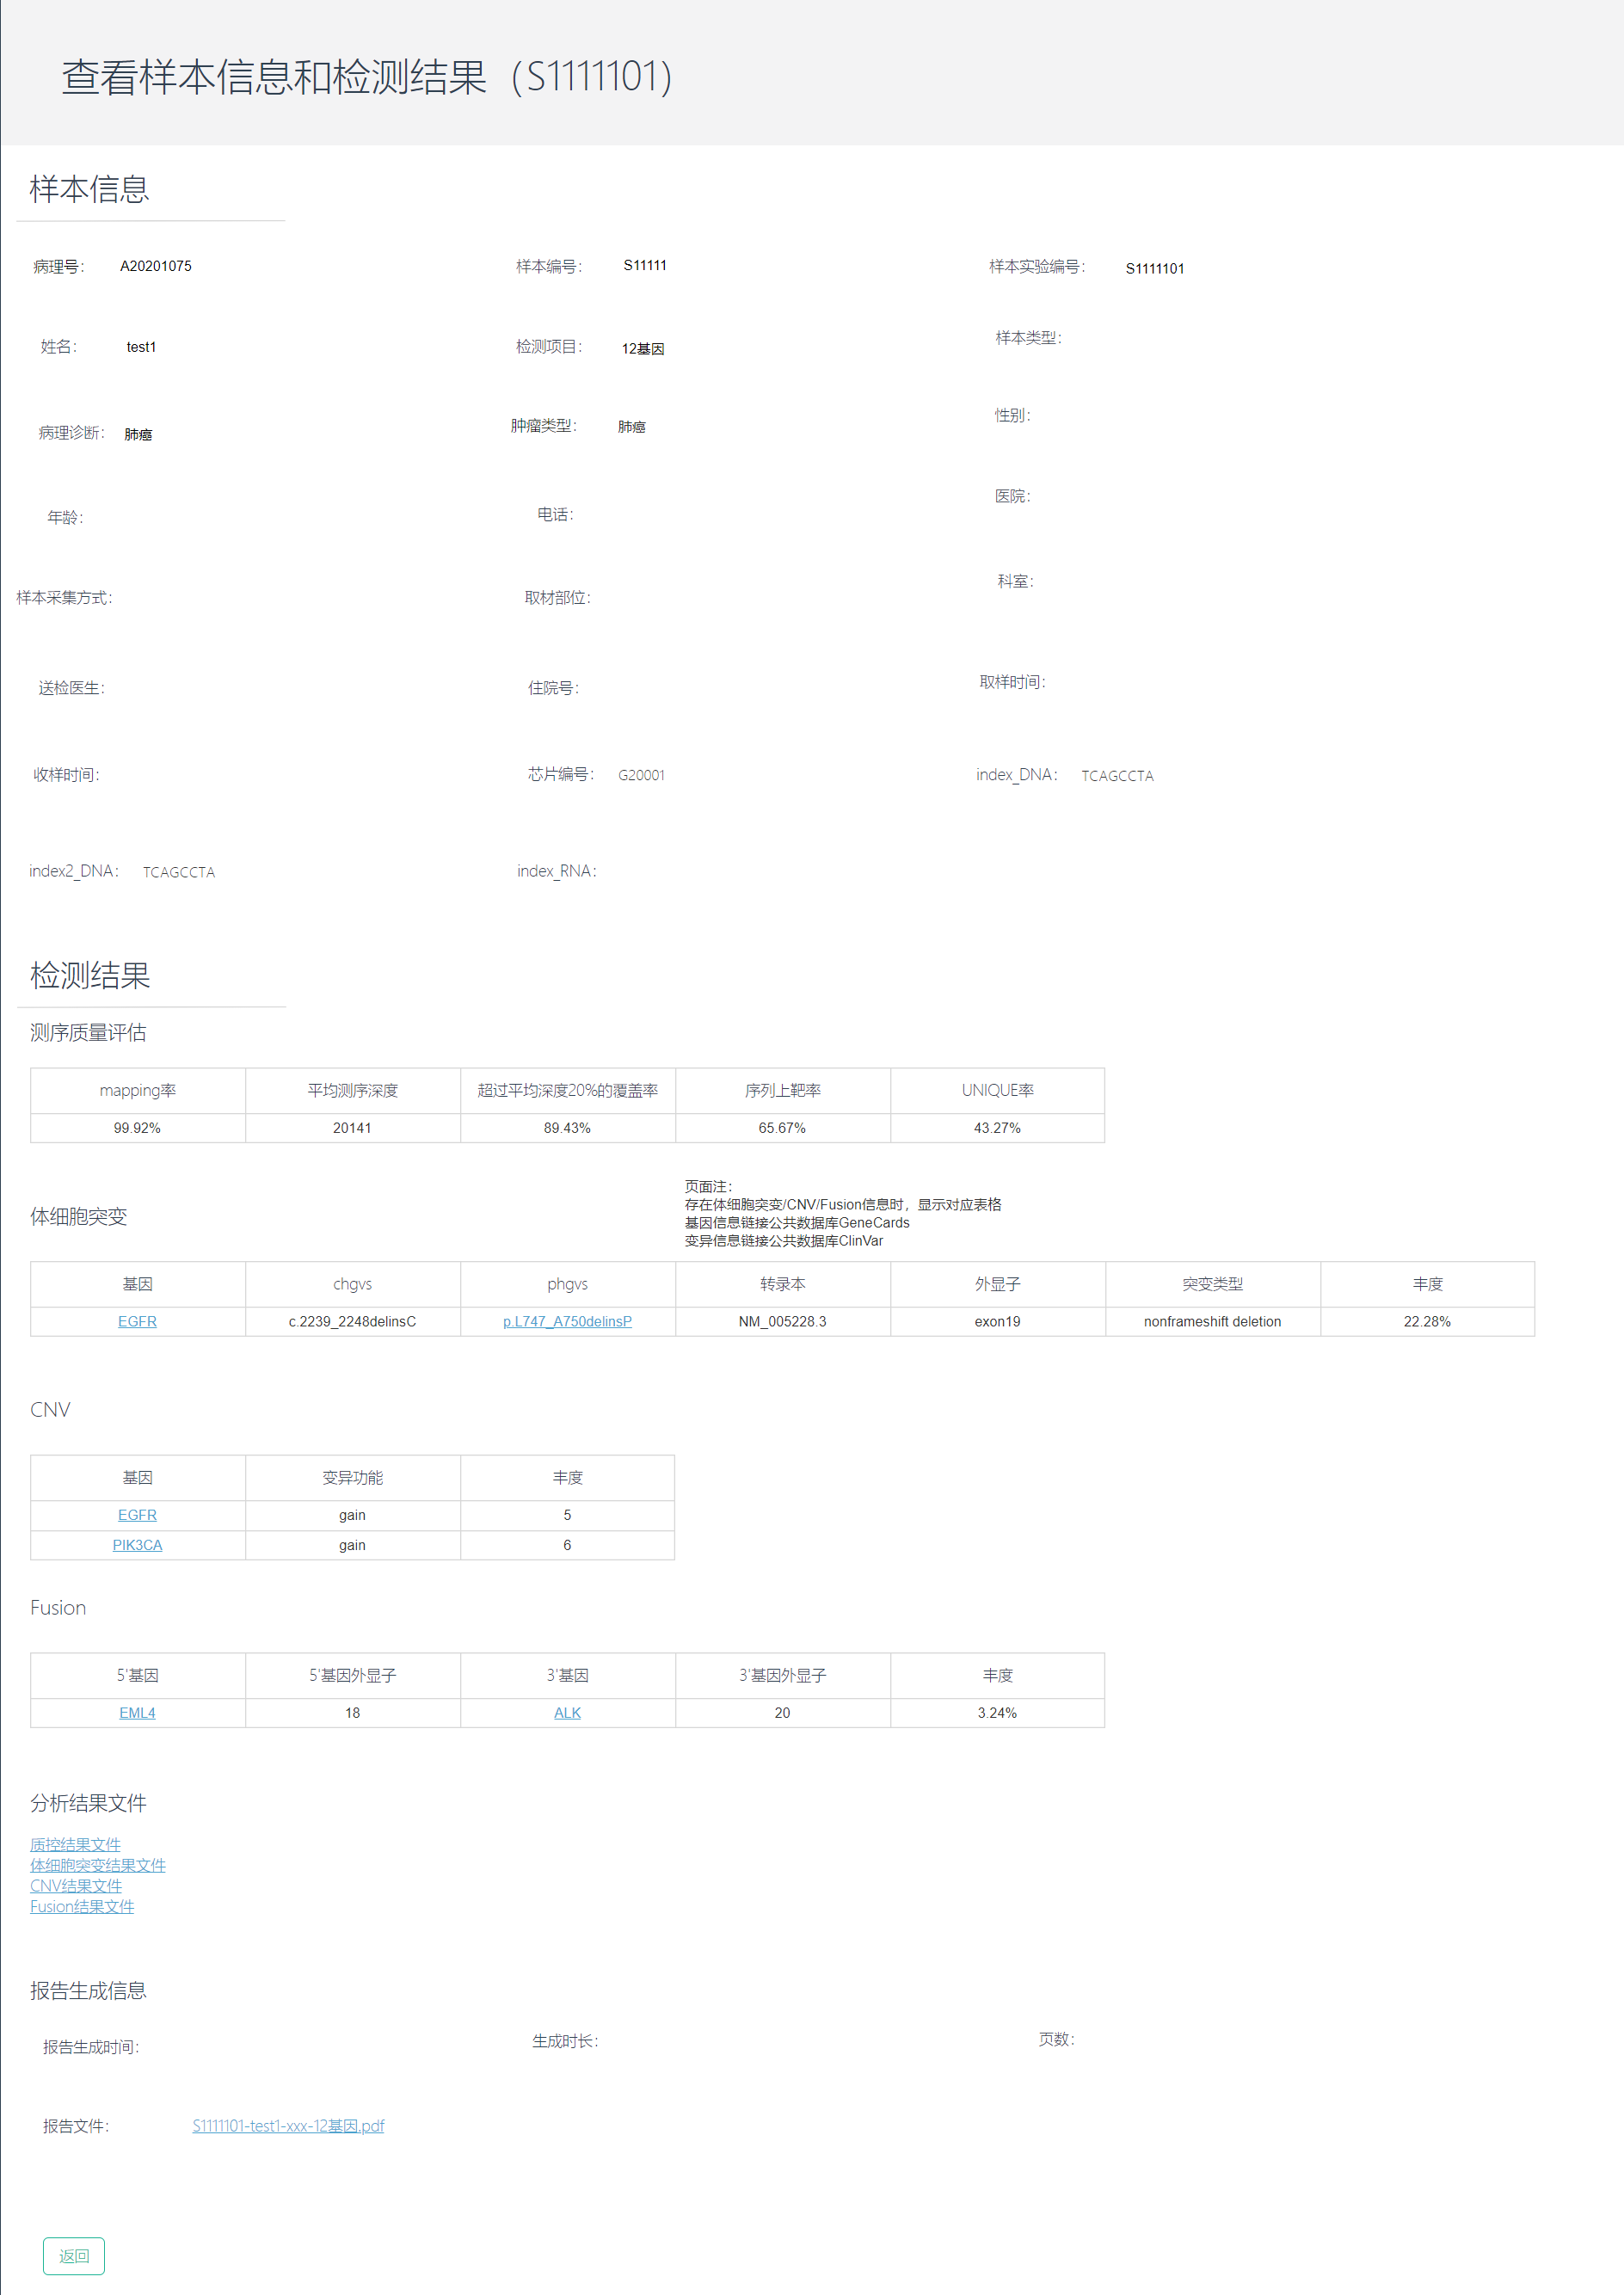 查看样本信息和检测结果（S1111101）
样本信息
病理号： A20201075 样本编号： S11111 样本实验编号： S1111101
姓名： test1 检测项目： 12基因 样本类型：
病理诊断： 肺癌 肿瘤类型： 肺癌 性别：
年龄： 电话： 医院：
样本采集方式： 取材部位： 科室：
送检医生： 住院号： 取样时间：
收样时间： 芯片编号： G20001 index_DNA： TCAGCCTA
index2_DNA： TCAGCCTA index_RNA：
检测结果
测序质量评估
mapping率 平均测序深度 超过平均深度20%的覆盖率 序列上靶率 UNIQUE率
99.92% 20141 89.43% 65.67% 43.27%
体细胞突变
页面注：
存在体细胞突变/CNV/Fusion信息时，显示对应表格
基因信息链接公共数据库GeneCards
变异信息链接公共数据库ClinVar
基因 chgvs phgvs 转录本 外显子 突变类型 丰度
EGFR c.2239_2248delinsC p.L747_A750delinsP NM_005228.3 exon19 nonframeshift deletion 22.28%
CNV
基因 变异功能 丰度
EGFR gain 5
PIK3CA gain 6
Fusion
5'基因 5'基因外显子 3'基因 3'基因外显子 丰度
EML4 18 ALK 20 3.24%
分析结果文件
质控结果文件
体细胞突变结果文件
CNV结果文件
Fusion结果文件
报告生成信息
报告生成时间： 生成时长： 页数：
报告文件： S1111101-test1-xxx-12基因.pdf
返回